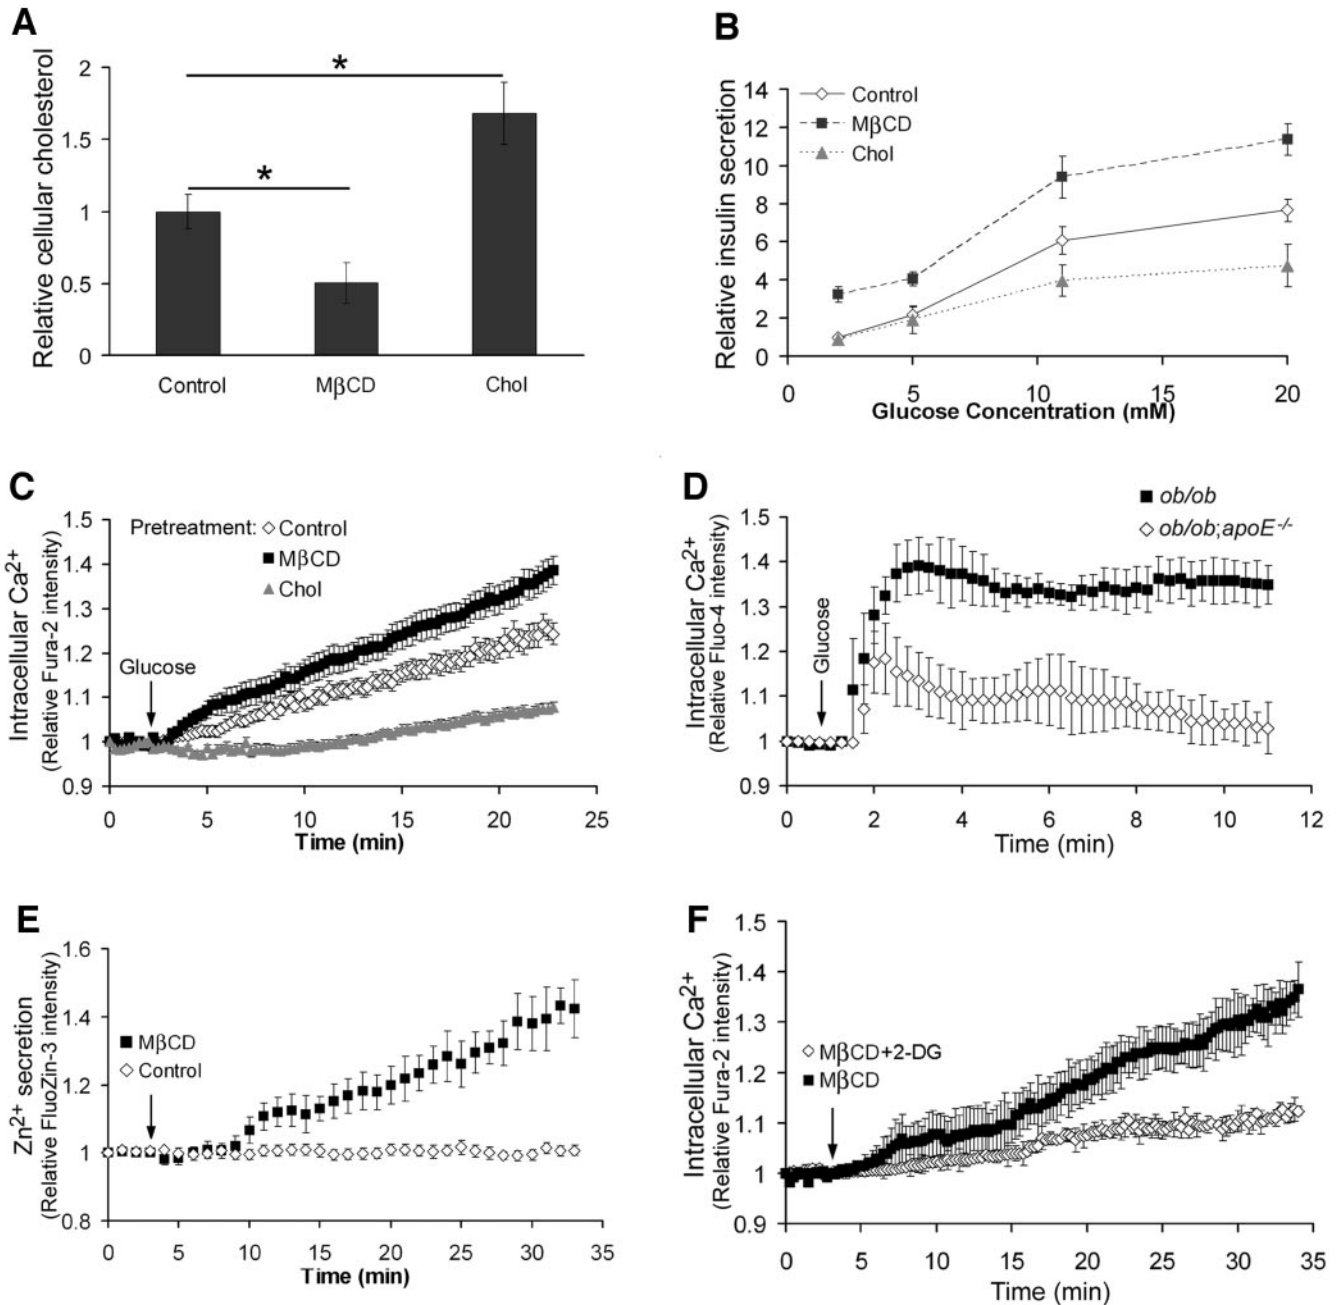 A
Relative cellular cholesterol
2
1.5
1
0.5
0
*
*
Control
MβCD
Chol
B
Relative insulin secretion
14
12
10
8
6
4
2
0
Control
MβCD
Chol
0
5
10
15
20
Glucose Concentration (mM)
C
Intracellular Ca2+
(Relative Fura-2 intensity)
1.5
1.4
1.3
1.2
1.1
1
0.9
Pretreatment: Control
MβCD
Chol
Glucose
0
5
10
15
20
25
Time (min)
D
Intracellular Ca2+
(Relative Fluo-4 intensity)
1.5
1.4
1.3
1.2
1.1
1
0.9
ob/ob
ob/ob;apoE-/-
Glucose
0
2
4
6
8
10
12
Time (min)
E
Zn2+ secretion
(Relative FluoZin-3 intensity)
1.6
1.4
1.2
1
0.8
MβCD
Control
0
5
10
15
20
25
30
35
Time (min)
F
Intracellular Ca2+
(Relative Fura-2 intensity)
1.5
1.4
1.3
1.2
1.1
1
0.9
MβCD+2-DG
MβCD
0
5
10
15
20
25
30
35
Time (min)